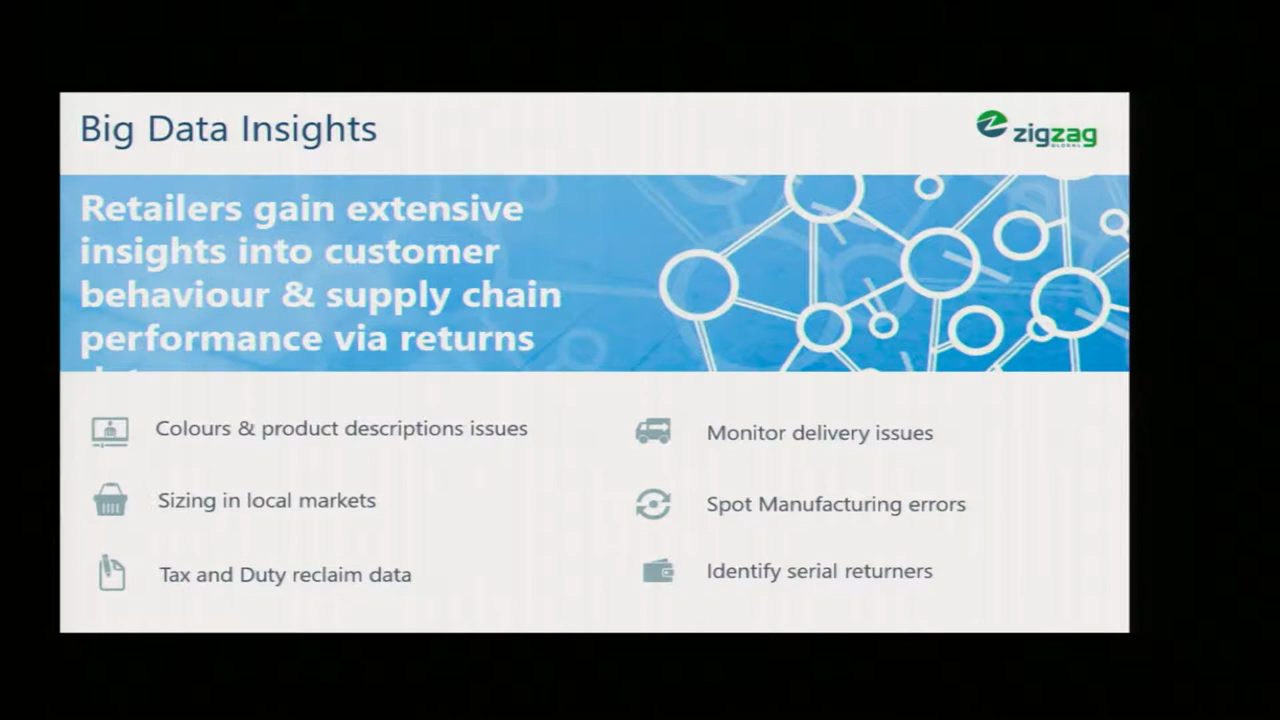 Big Data Insights
zigzag
GLOBAL
Retailers gain extensive
insights into customer
behaviour & supply chain
performance via returns
Colours & product descriptions issues
Monitor delivery issues
Sizing in local markets
Spot Manufacturing errors
Tax and Duty reclaim data
Identify serial returners